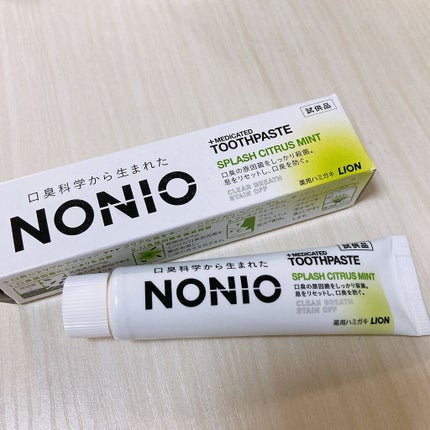 試供品
+MEDICATED
TOOTHPASTE
SPLASH CITRUS MINT
口臭の原因菌をしっかり殺菌。
息をリセットし、口臭を防ぐ。
CLEAR BREATH
STAIN OFF
薬用ハミガキ LION
口臭科学から生まれた
NONIO
試供品
+MEDICATED
TOOTHPASTE
SPLASH CITRUS MINT
口臭の原因菌をしっかり殺菌。
息をリセットし、口臭を防ぐ。
CLEAR BREATH
STAIN OFF
薬用ハミガキ LION
口臭科学から生まれた
NONIO